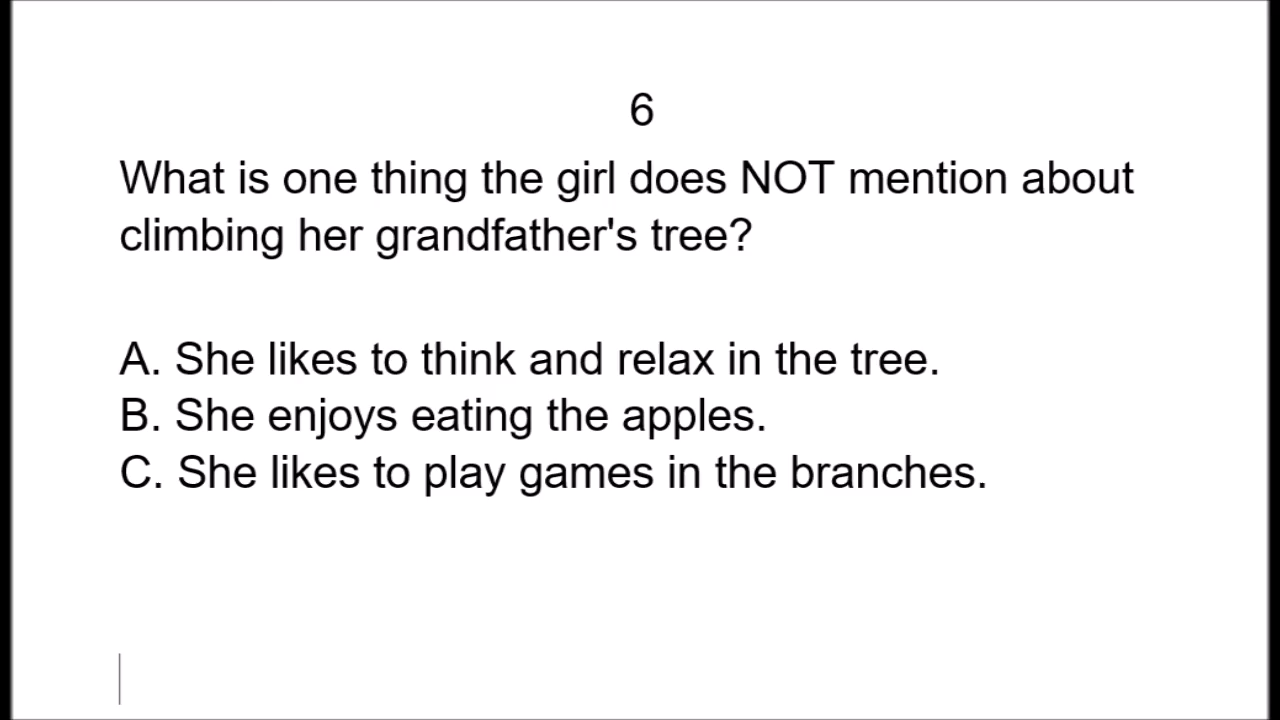 6
What is one thing the girl does NOT mention about
climbing her grandfather's tree?
A. She likes to think and relax in the tree.
B. She enjoys eating the apples.
C. She likes to play games in the branches.